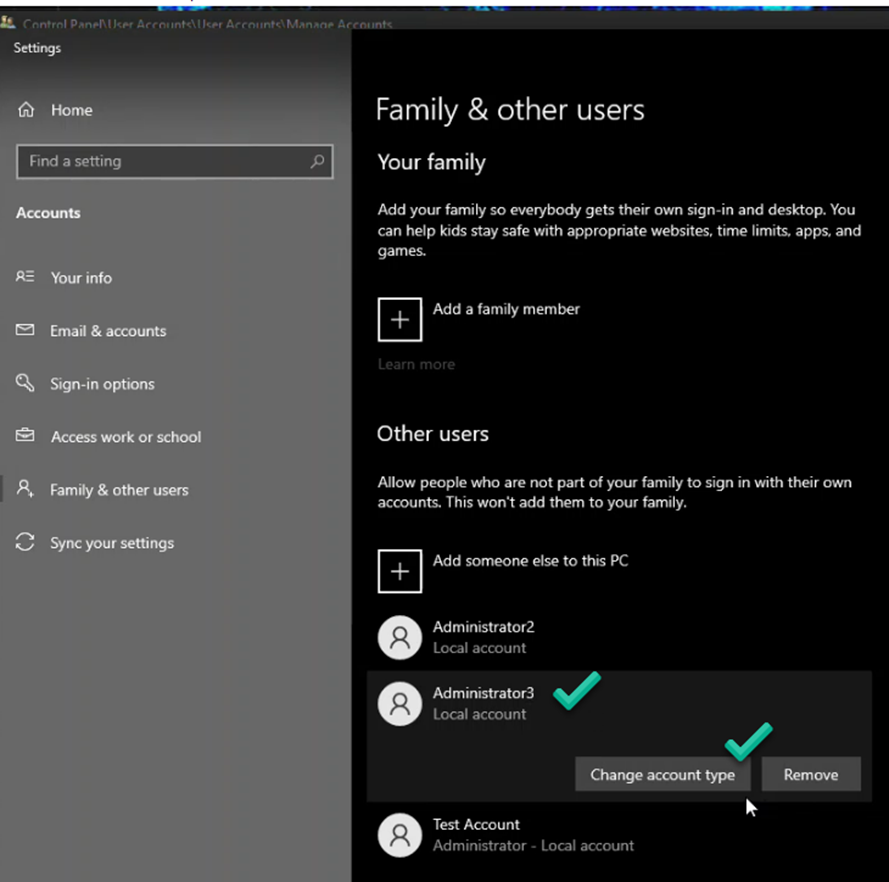 Control Panel\User Accounts\User Accounts\Manage Accounts
Settings
Home
Find a setting
Accounts
Your info
Email & accounts
Sign-in options
Access work or school
Family & other users
Sync your settings
Family & other users
Your family
Add your family so everybody gets their own sign-in and desktop. You
can help kids stay safe with appropriate websites, time limits, apps, and
games.
Add a family member
Learn more
Other users
Allow people who are not part of your family to sign in with their own
accounts. This won't add them to your family.
Add someone else to this PC
Administrator2
Local account
Administrator3
Local account
Change account type
Remove
Test Account
Administrator - Local account